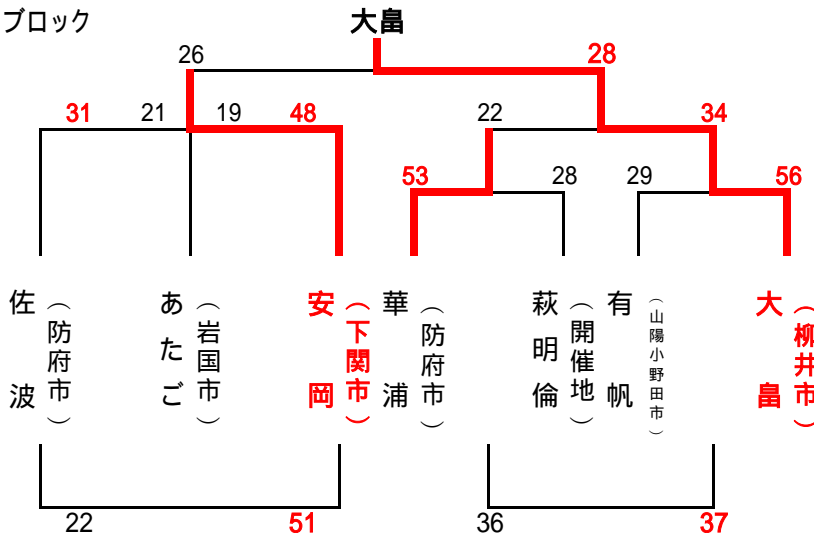 ブロック
大畠
26
28
31
21
19
48
22
34
53
28
29
56
佐波
(防府市)
あたご
(岩国市)
安岡
(下関市)
華浦
(防府市)
萩明倫
(開催地)
有帆
(山陽小野田市)
大畠
(柳井市)
22
51
36
37